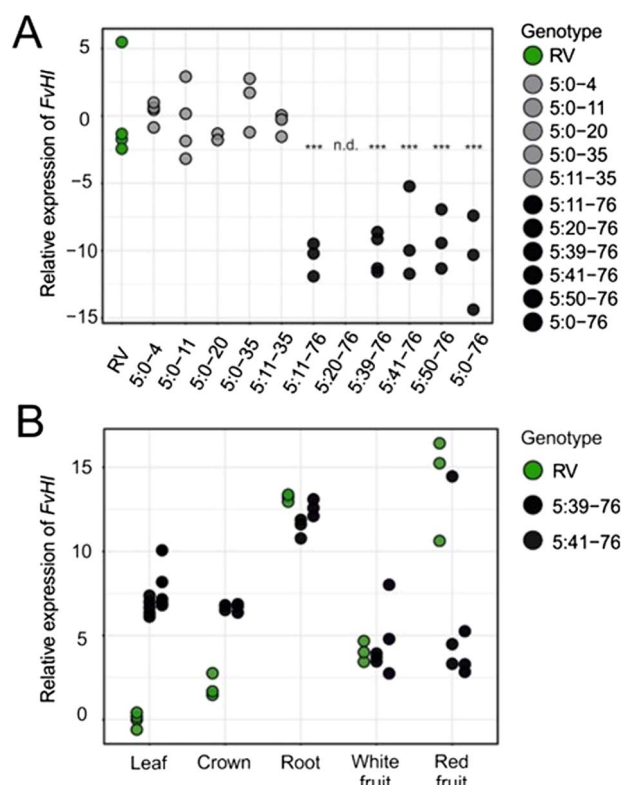 A
Relative expression of FvHI
5
0
−5
−10
−15
*** n.d. *** *** *** ***
RV 5:0−4 5:0−11 5:0−20 5:0−35 5:11−35 5:11−76 5:20−76 5:39−76 5:41−76 5:50−76 5:0−76
Genotype
RV
5:0−4
5:0−11
5:0−20
5:0−35
5:11−35
5:11−76
5:20−76
5:39−76
5:41−76
5:50−76
5:0−76
B
Relative expression of FvHI
15
10
5
0
Leaf Crown Root White Red
fruit fruit
Genotype
RV
5:39−76
5:41−76